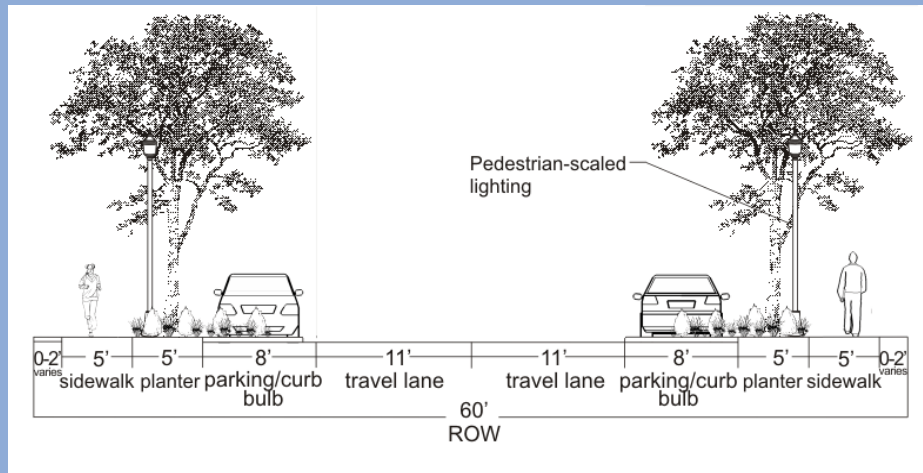 Pedestrian-scaled
lighting
0-2' 5' 5' 8' 11' 11' 8' 5' 5' 0-2'
varies sidewalk planter parking/curb travel lane travel lane parking/curb planter sidewalk varies
bulb bulb
60'
ROW